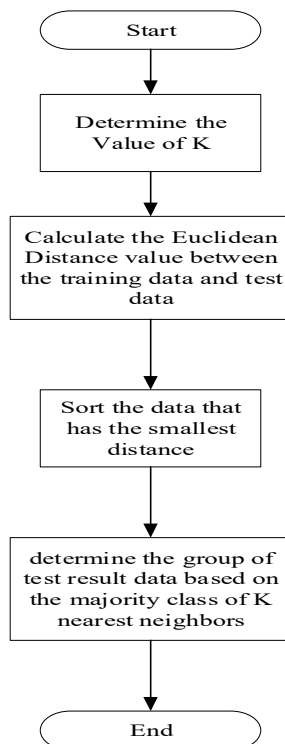 Start
Determine the
Value of K
Calculate the Euclidean
Distance value between
the training data and test
data
Sort the data that
has the smallest
distance
determine the group of
test result data based on
the majority class of K
nearest neighbors
End